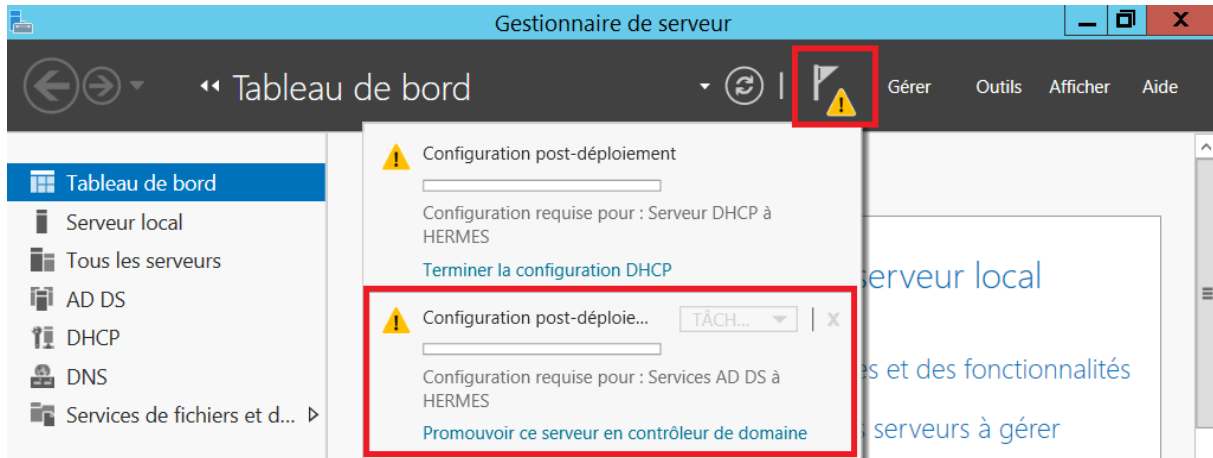 Gestionnaire de serveur
Tableau de bord
Gérer
Outils
Afficher
Aide
Tableau de bord
Serveur local
Tous les serveurs
AD DS
DHCP
DNS
Services de fichiers et d...
Configuration post-déploiement
Configuration requise pour : Serveur DHCP à
HERMES
Terminer la configuration DHCP
Configuration post-déploie...
TÂCH...
X
Configuration requise pour : Services AD DS à
HERMES
Promouvoir ce serveur en contrôleur de domaine
serveur local
es et des fonctionnalités
serveurs à gérer